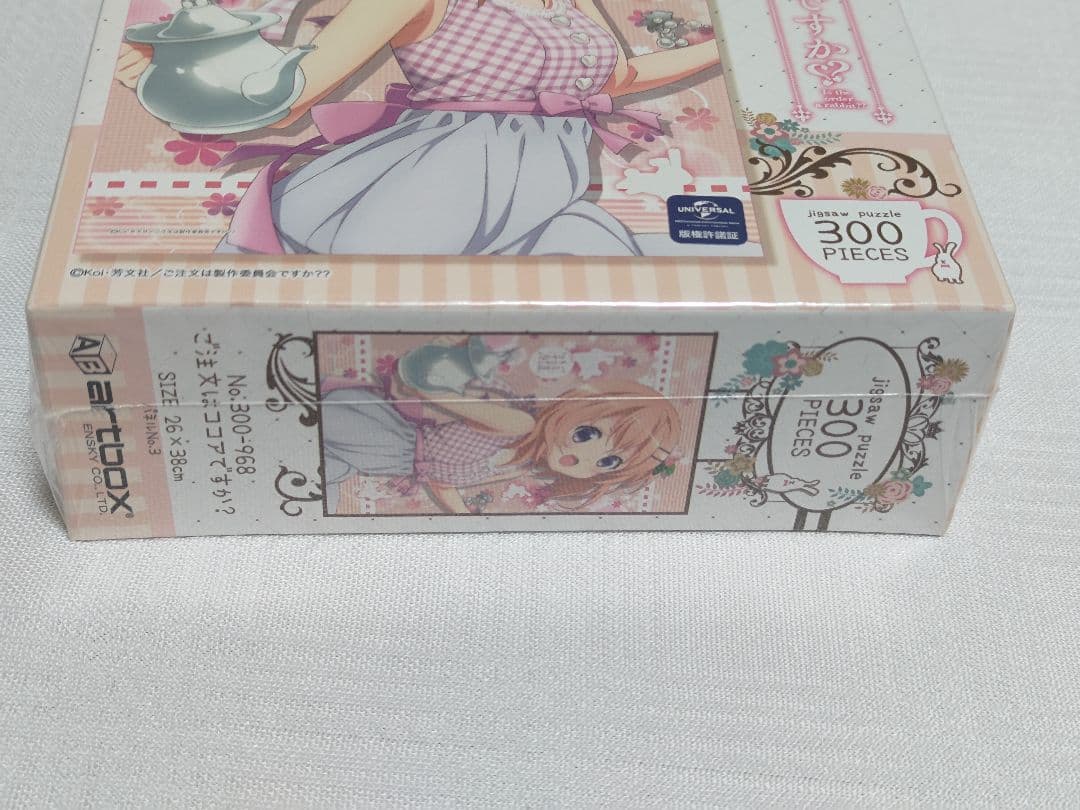 ですか
Is the
order
a rabbit??
UNIVERSAL
版権許諾証
jigsaw puzzle
300
PIECES
©Koi・芳文社／ご注文は製作委員会ですか??
artbox
ENSKY CO.,LTD.
No.300-968
ご注文はココアですか?
SIZE 26×38cm
パネルNo.3
jigsaw puzzle
300
PIECES